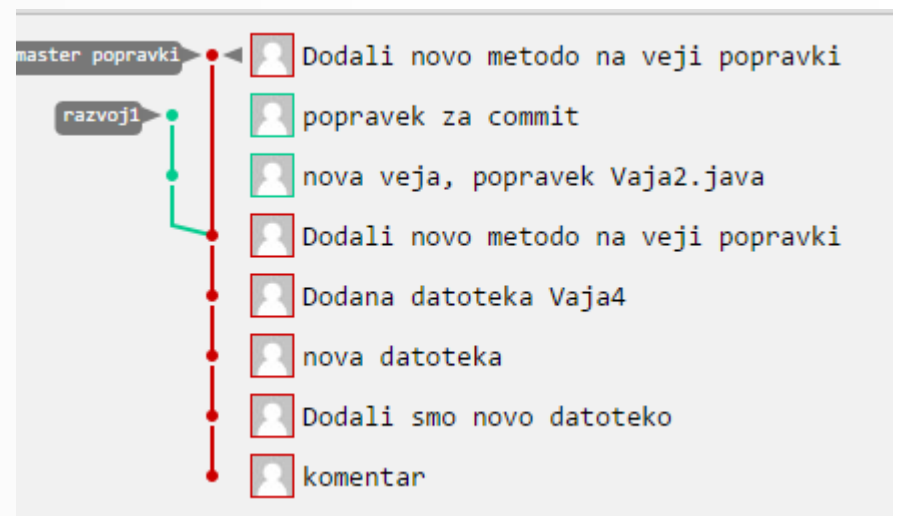 master popravki Dodali novo metodo na veji popravki
razvoj1 popravek za commit
nova veja, popravek Vaja2.java
Dodali novo metodo na veji popravki
Dodana datoteka Vaja4
nova datoteka
Dodali smo novo datoteko
komentar